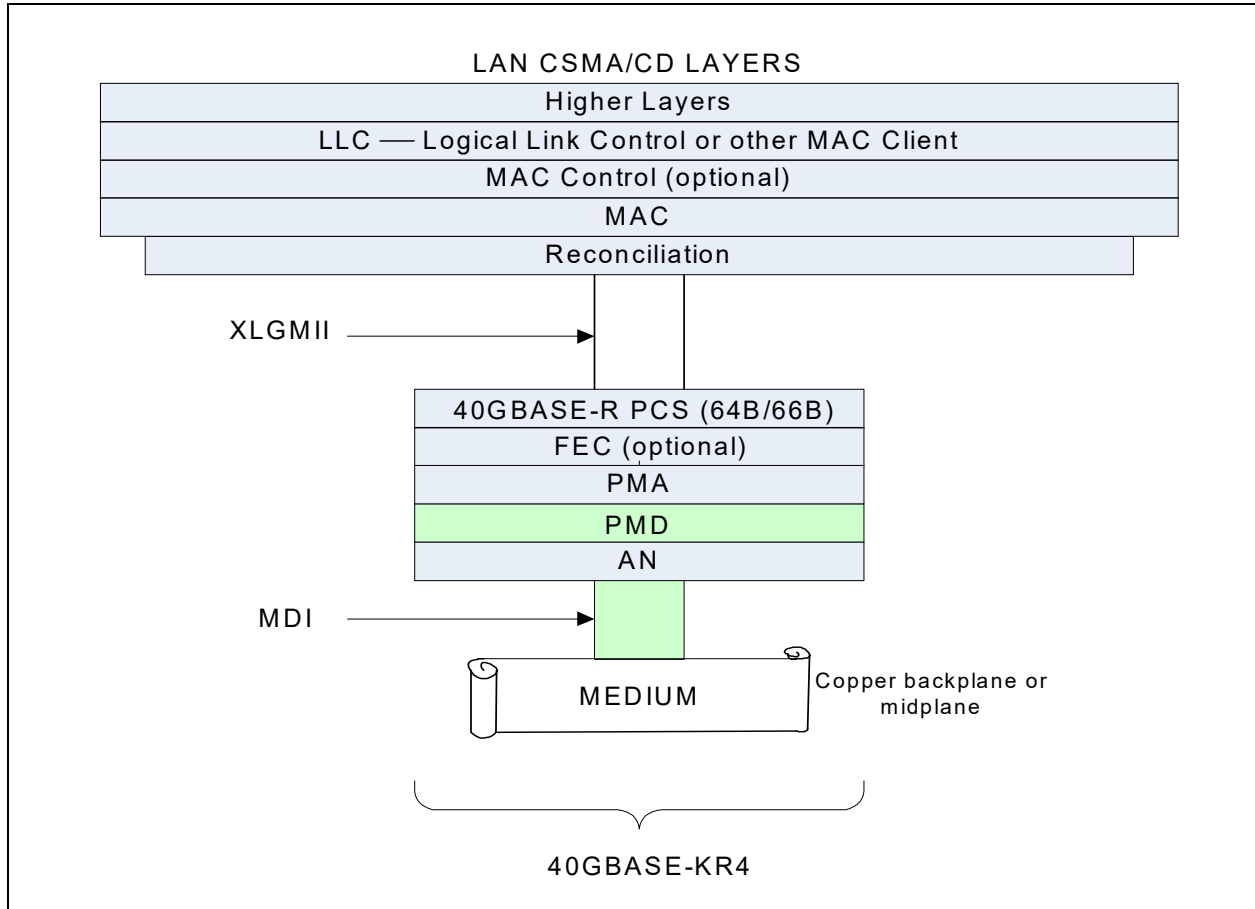 LAN CSMA/CD LAYERS
Higher Layers
LLC — Logical Link Control or other MAC Client
MAC Control (optional)
MAC
Reconciliation
XLGMII
40GBASE-R PCS (64B/66B)
FEC (optional)
PMA
PMD
AN
MDI
MEDIUM
Copper backplane or
midplane
40GBASE-KR4